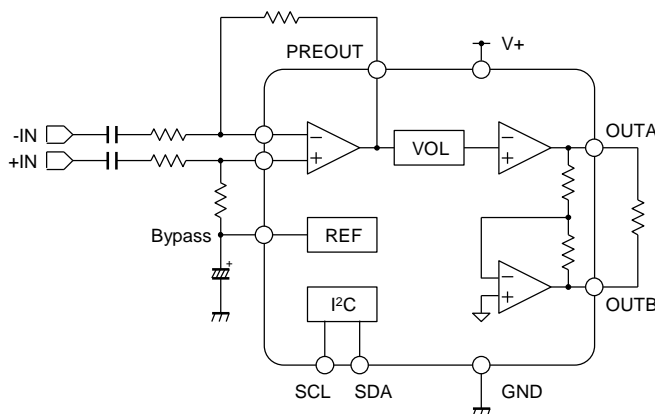 PREOUT
V+
-IN
+IN
VOL
OUTA
Bypass
REF
I²C
OUTB
SCL
SDA
GND